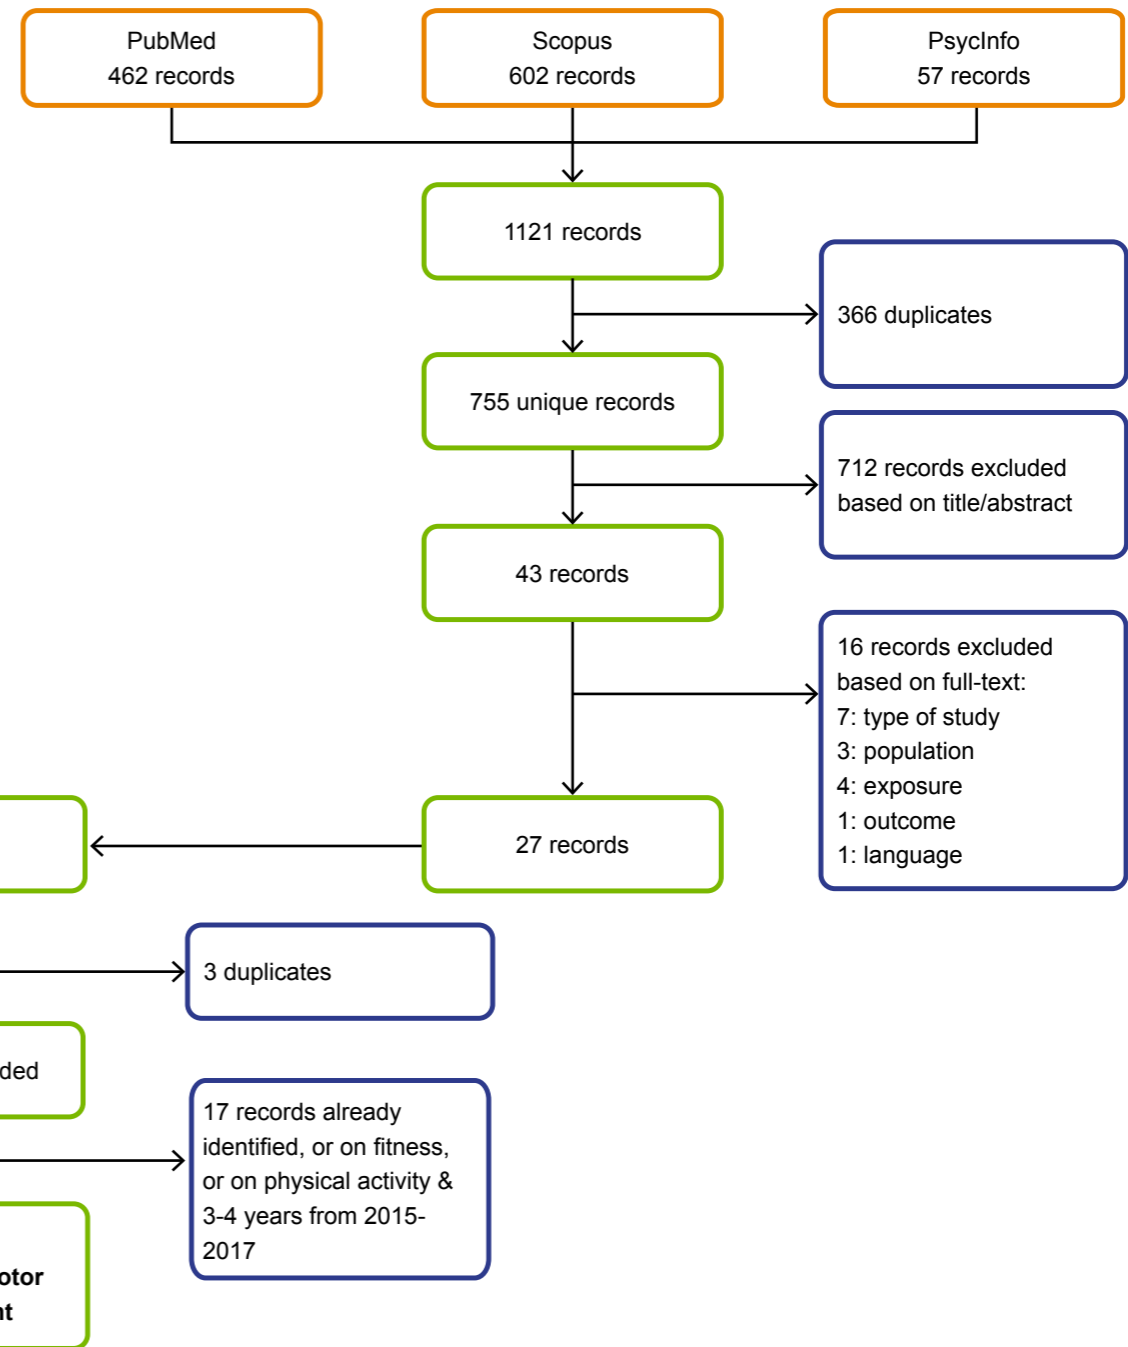 PubMed
462 records
Scopus
602 records
PsycInfo
57 records
1121 records
366 duplicates
755 unique records
712 records excluded
based on title/abstract
43 records
16 records excluded
based on full-text:
7: type of study
3: population
4: exposure
1: outcome
1: language
27 records
3 duplicates
17 records already
identified, or on fitness,
or on physical activity &
3-4 years from 2015-
2017